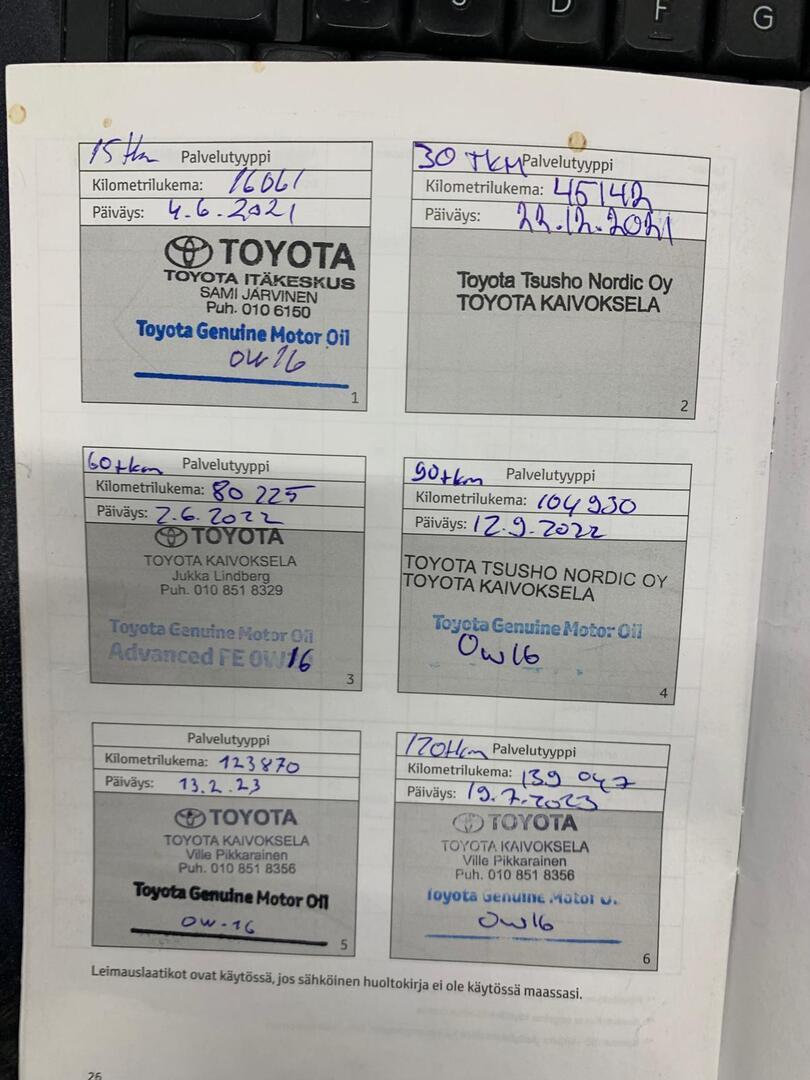 D
F
G
15 tkm Palvelutyyppi
Kilometrilukema: 16061
Päiväys: 4.6.2021
TOYOTA
TOYOTA ITÄKESKUS
SAMI JÄRVINEN
Puh. 010 6150
Toyota Genuine Motor Oil
0W16
1
30 TKM Palvelutyyppi
Kilometrilukema: 45142
Päiväys: 22.12.2021
Toyota Tsusho Nordic Oy
TOYOTA KAIVOKSELA
2
60tkm Palvelutyyppi
Kilometrilukema: 80 225
Päiväys: 2.6.2022
TOYOTA
TOYOTA KAIVOKSELA
Jukka Lindberg
Puh. 010 851 8329
Toyota Genuine Motor Oil
Advanced FE 0W16
3
90tkm Palvelutyyppi
Kilometrilukema: 104 930
Päiväys: 12.9.2022
TOYOTA TSUSHO NORDIC OY
TOYOTA KAIVOKSELA
Toyota Genuine Motor Oil
0W16
4
Palvelutyyppi
Kilometrilukema: 123870
Päiväys: 13.2.23
TOYOTA
TOYOTA KAIVOKSELA
Ville Pikkarainen
Puh. 010 851 8356
Toyota Genuine Motor Oil
0W-16
5
120tkm Palvelutyyppi
Kilometrilukema: 139 047
Päiväys: 19.7.2023
TOYOTA
TOYOTA KAIVOKSELA
Ville Pikkarainen
Puh. 010 851 8356
Toyota Genuine Motor O.
0W16
6
Leimauslaatikot ovat käytössä, jos sähköinen huoltokirja ei ole käytössä maassasi.
26